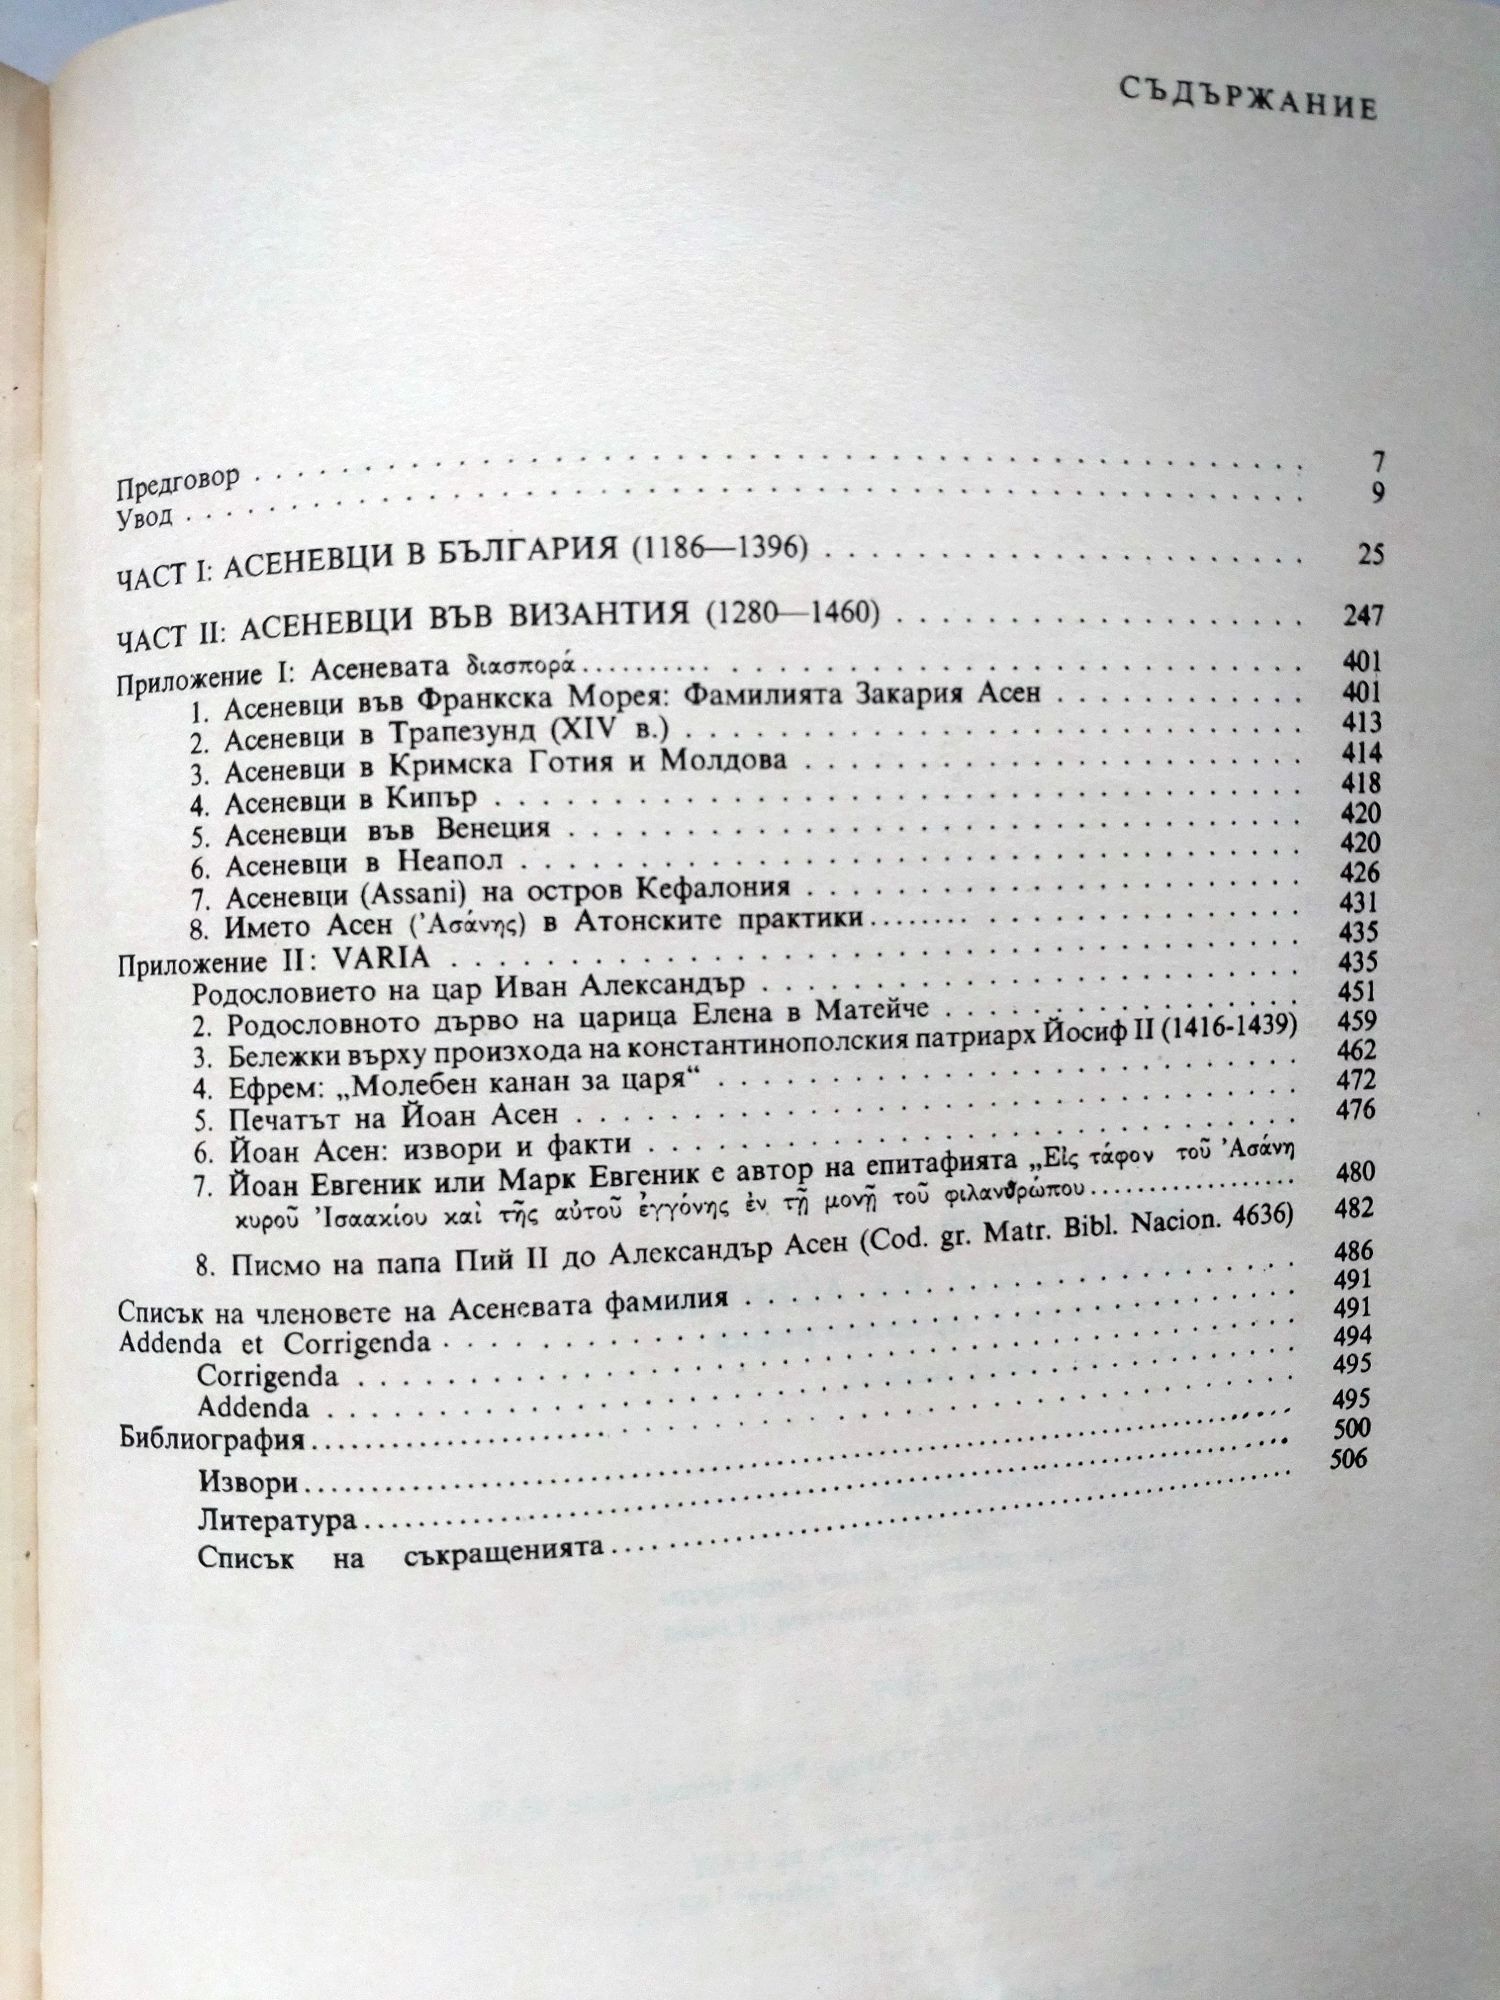 СЪДЪРЖАНИЕ
Предговор . . . . . . . . . . 7
Увод . . . . . . . . . . 9
ЧАСТ I: АСЕНЕВЦИ В БЪЛГАРИЯ (1186—1396) . . . . . . . . . . 25
ЧАСТ II: АСЕНЕВЦИ ВЪВ ВИЗАНТИЯ (1280—1460) . . . . . . . . . . 247
Приложение I: Асеневата διασπορά . . . . . . . . . . 401
1. Асеневци във Франкска Морея: Фамилията Закария Асен . . . . . . . . . . 401
2. Асеневци в Трапезунд (XIV в.) . . . . . . . . . . 413
3. Асеневци в Кримска Готия и Молдова . . . . . . . . . . 414
4. Асеневци в Кипър . . . . . . . . . . 418
5. Асеневци във Венеция . . . . . . . . . . 420
6. Асеневци в Неапол . . . . . . . . . . 420
7. Асеневци (Assani) на остров Кефалония . . . . . . . . . . 426
8. Името Асен (’Ασάνης) в Атонските практики . . . . . . . . . . 431
Приложение II: VARIA . . . . . . . . . . 435
Родословието на цар Иван Александър . . . . . . . . . . 435
2. Родословното дърво на царица Елена в Матейче . . . . . . . . . . 451
3. Бележки върху произхода на константинополския патриарх Йосиф II (1416-1439) 459
4. Ефрем: „Молебен канан за царя“ . . . . . . . . . . 462
5. Печатът на Йоан Асен . . . . . . . . . . 472
6. Йоан Асен: извори и факти . . . . . . . . . . 476
7. Йоан Евгеник или Марк Евгеник е автор на епитафията „Εἰς τάφον τοῦ ’Ασάνη
κυροῦ ’Ισαακίου καὶ τῆς αὐτοῦ ἐγγόνης ἐν τῇ μονῇ τοῦ φιλανθρώπου . . . . . . . . . . 480
8. Писмо на папа Пий II до Александър Асен (Cod. gr. Matr. Bibl. Nacion. 4636) 482
Списък на членовете на Асеневата фамилия . . . . . . . . . . 486
Addenda et Corrigenda . . . . . . . . . . 491
Corrigenda . . . . . . . . . . 491
Addenda . . . . . . . . . . 494
Библиография . . . . . . . . . . 495
Извори . . . . . . . . . . 495
Литература . . . . . . . . . . 500
Списък на съкращенията . . . . . . . . . . 506